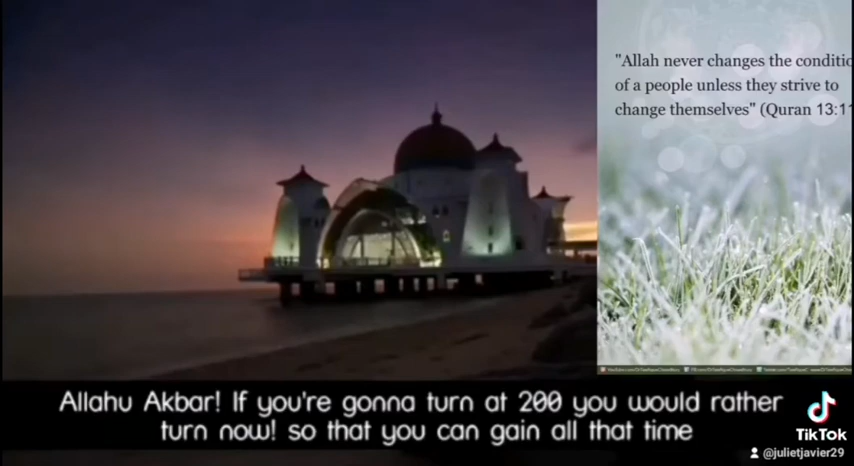 "Allah never changes the conditio
of a people unless they strive to
change themselves" (Quran 13:11
Allahu Akbar! If you're gonna turn at 200 you would rather
turn now! so that you can gain all that time
TikTok
@julietjavier29